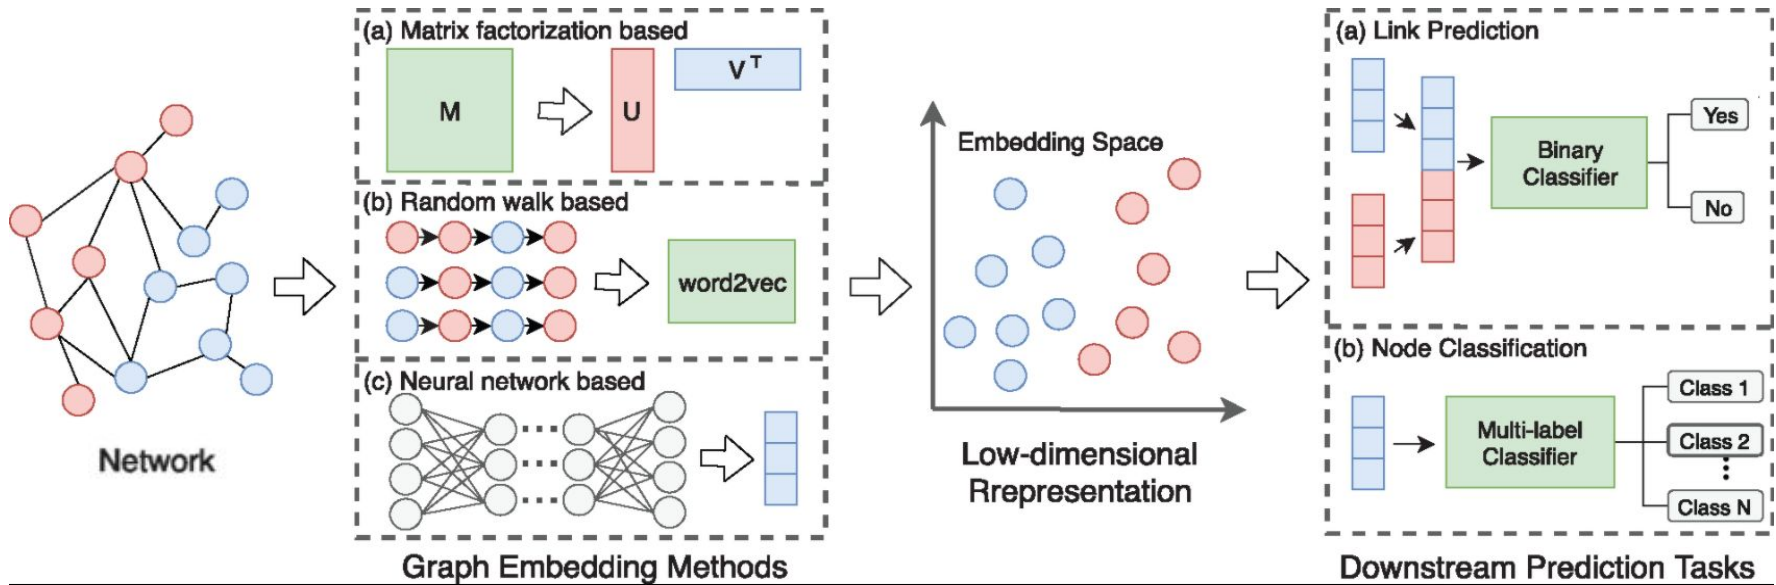 Network
(a) Matrix factorization based
M
U
V^T
(b) Random walk based
word2vec
(c) Neural network based
Graph Embedding Methods
Embedding Space
Low-dimensional
Rrepresentation
(a) Link Prediction
Binary
Classifier
Yes
No
(b) Node Classification
Multi-label
Classifier
Class 1
Class 2
Class N
Downstream Prediction Tasks